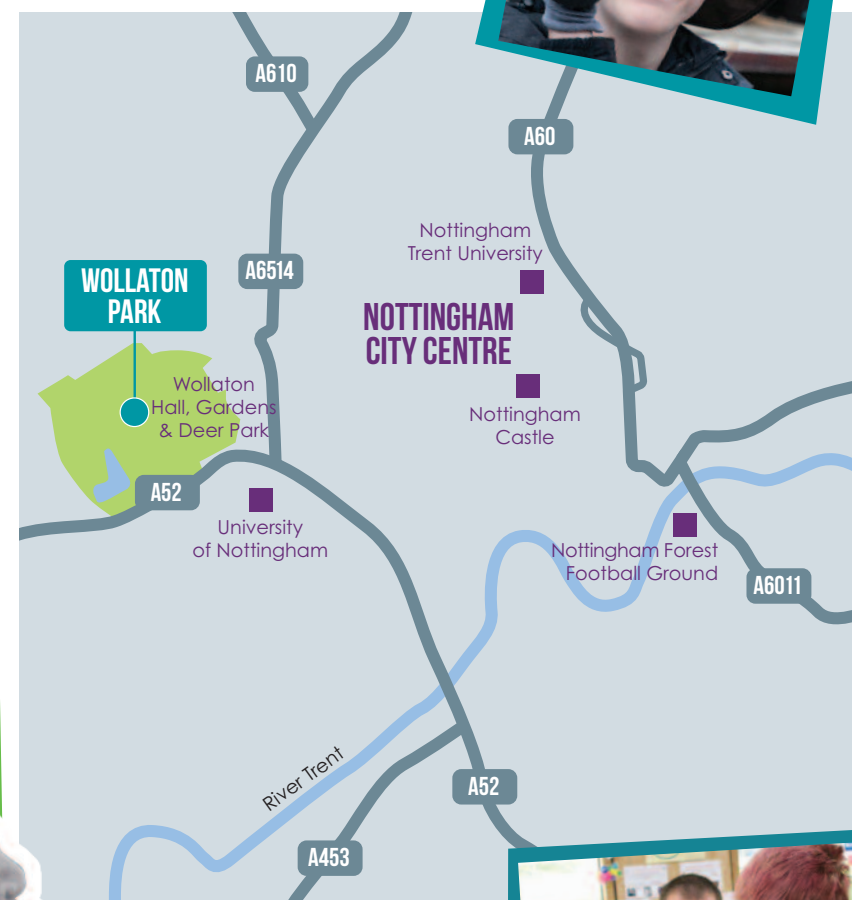 A610
A60
Nottingham
Trent University
A6514
WOLLATON
PARK
NOTTINGHAM
CITY CENTRE
Wollaton
Hall, Gardens
& Deer Park
Nottingham
Castle
A52
University
of Nottingham
Nottingham Forest
Football Ground
A6011
River Trent
A52
A453